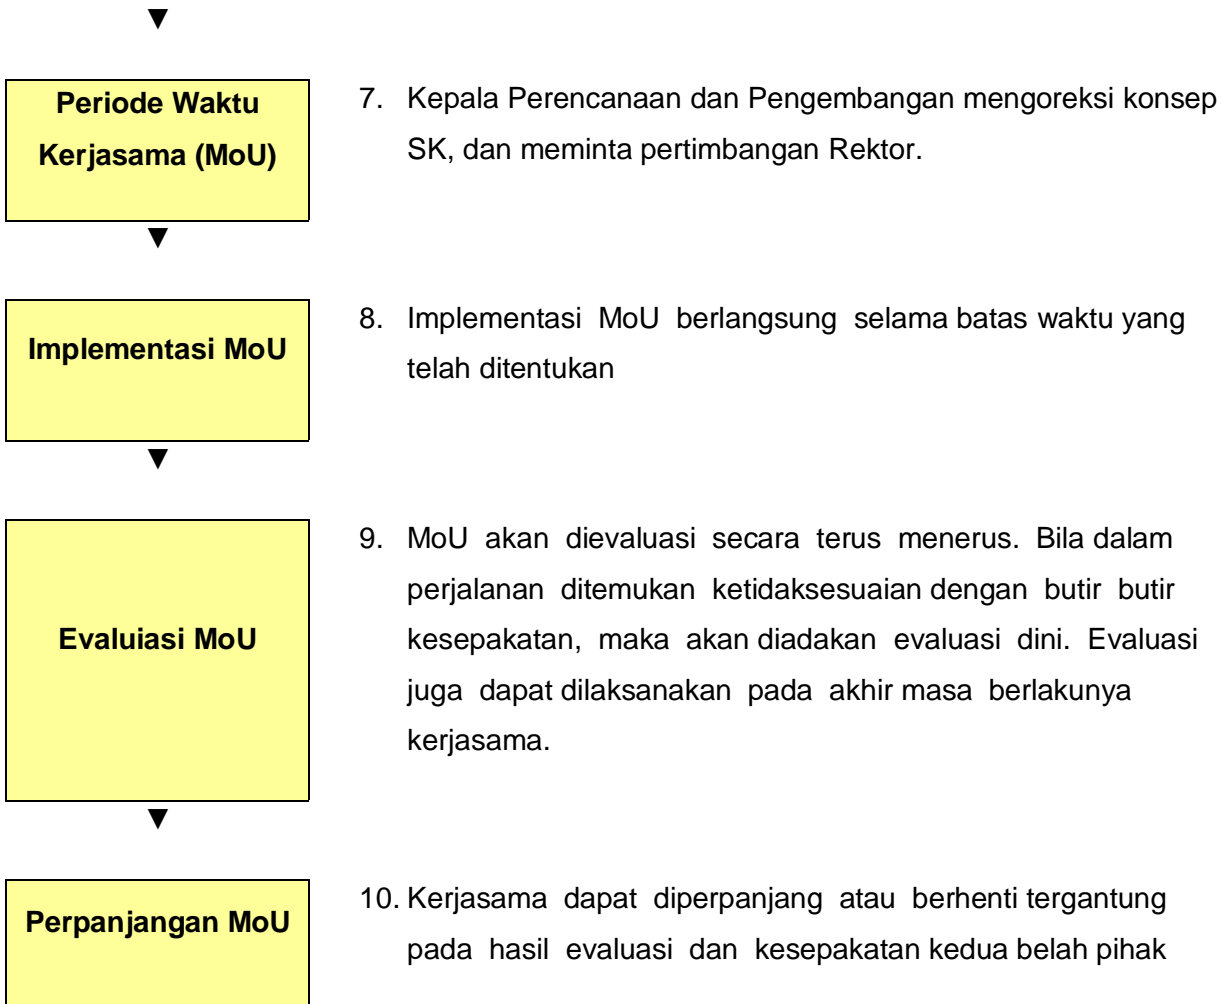 ▼
Periode Waktu
Kerjasama (MoU)
7. Kepala Perencanaan dan Pengembangan mengoreksi konsep
SK, dan meminta pertimbangan Rektor.
▼
Implementasi MoU
8. Implementasi MoU berlangsung selama batas waktu yang
telah ditentukan
▼
Evaluiasi MoU
9. MoU akan dievaluasi secara terus menerus. Bila dalam
perjalanan ditemukan ketidaksesuaian dengan butir butir
kesepakatan, maka akan diadakan evaluasi dini. Evaluasi
juga dapat dilaksanakan pada akhir masa berlakunya
kerjasama.
▼
Perpanjangan MoU
10. Kerjasama dapat diperpanjang atau berhenti tergantung
pada hasil evaluasi dan kesepakatan kedua belah pihak